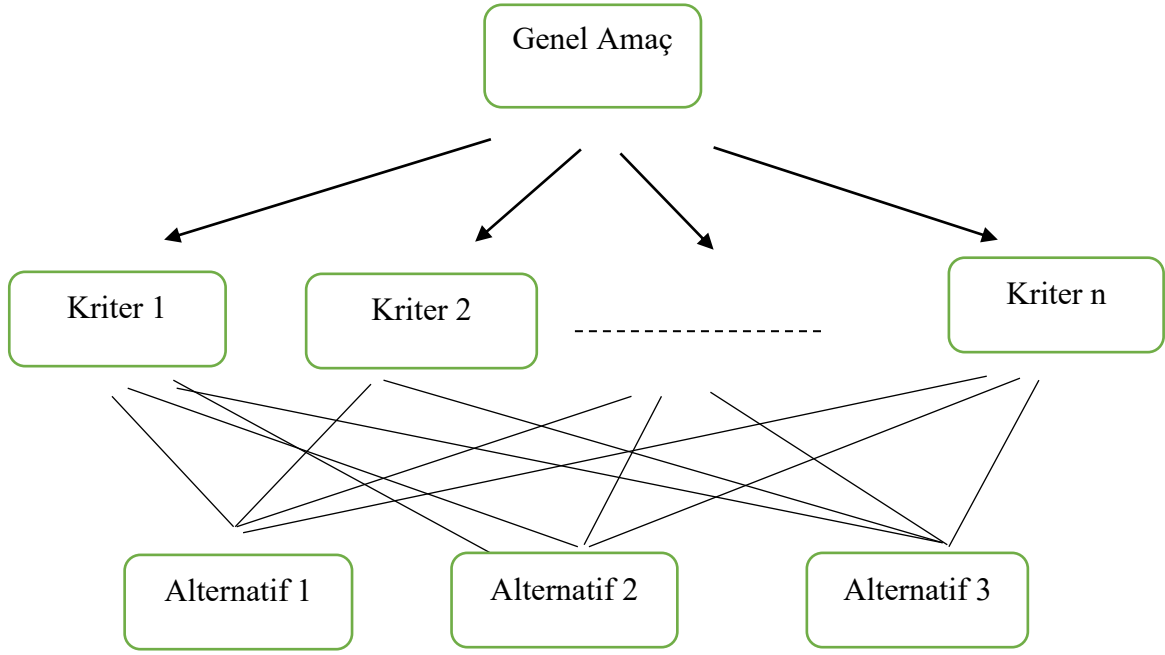 Genel Amaç
Kriter 1
Kriter 2
Kriter n
Alternatif 1
Alternatif 2
Alternatif 3